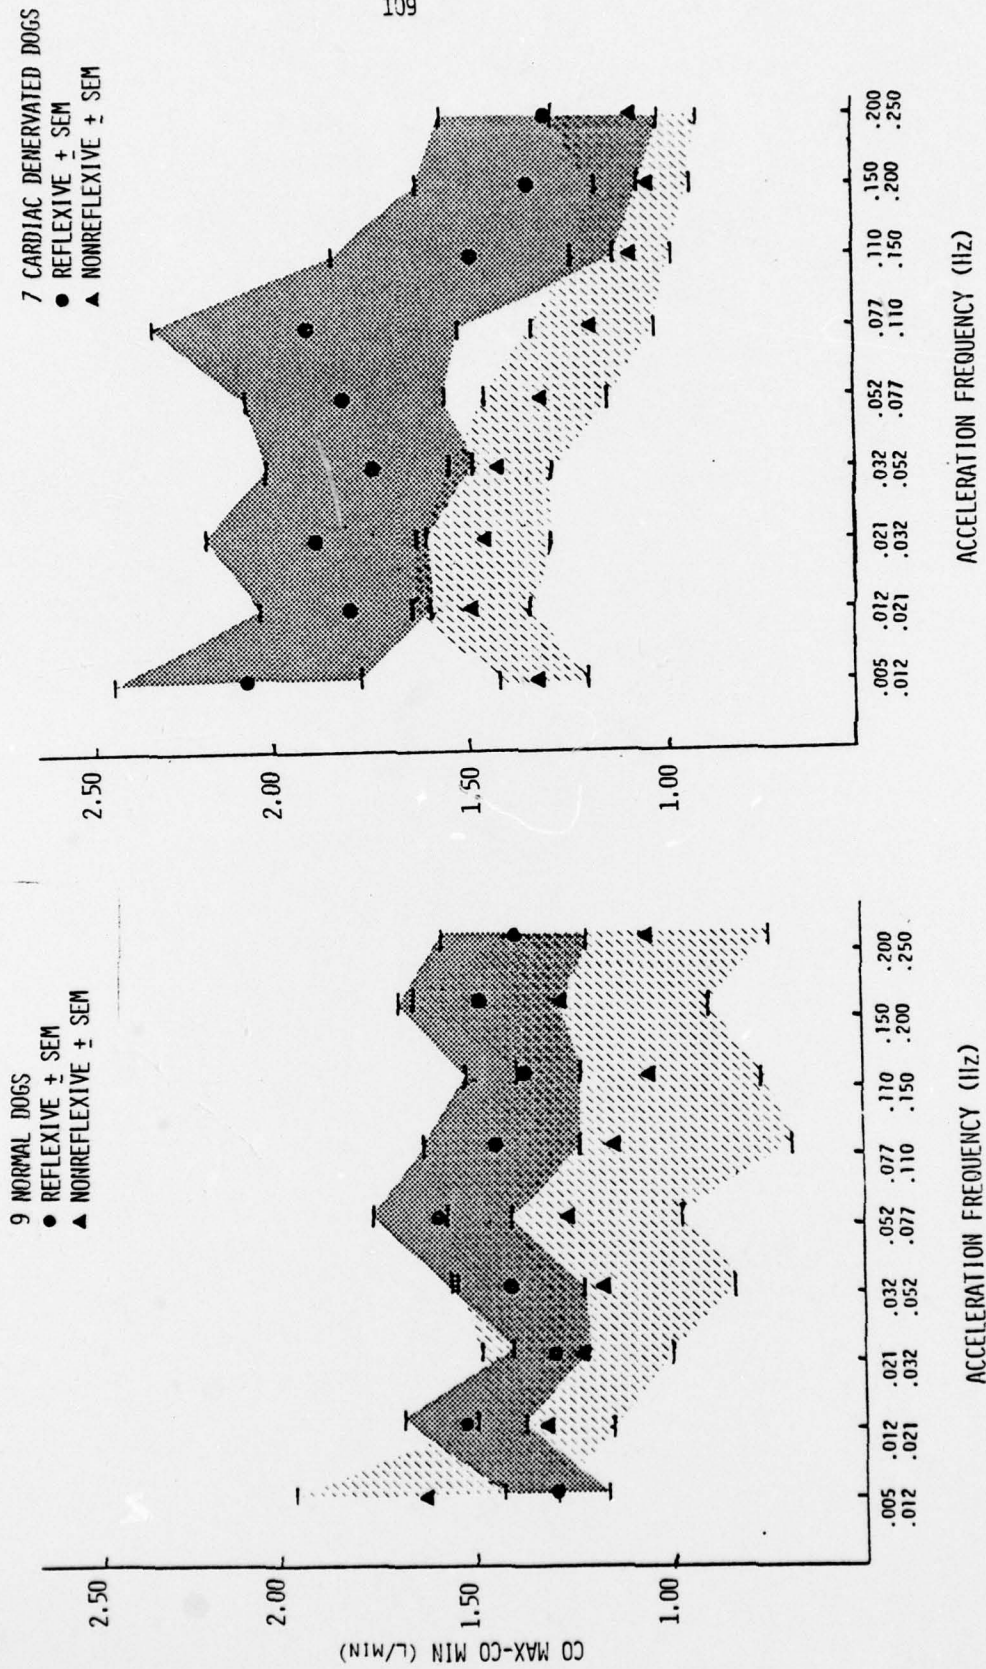 109
9 NORMAL DOGS
● REFLEXIVE ± SEM
▲ NONREFLEXIVE ± SEM
CO MAX-CO MIN (L/MIN)
2.50
2.00
1.50
1.00
.005 .012 .021 .032 .052 .077 .110 .150 .200
.012 .021 .032 .052 .077 .110 .150 .200 .250
ACCELERATION FREQUENCY (Hz)
7 CARDIAC DENERVATED DOGS
● REFLEXIVE ± SEM
▲ NONREFLEXIVE ± SEM
2.50
2.00
1.50
1.00
.005 .012 .021 .032 .052 .077 .110 .150 .200
.012 .021 .032 .052 .077 .110 .150 .200 .250
ACCELERATION FREQUENCY (Hz)